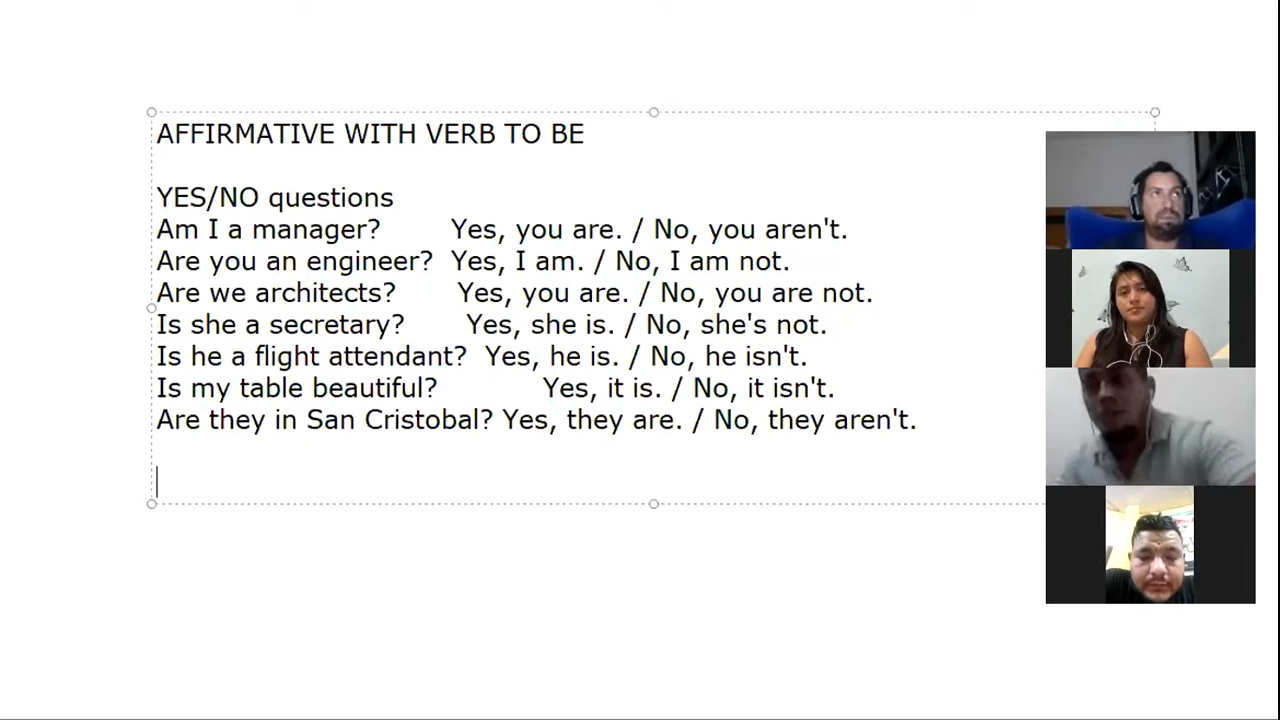 AFFIRMATIVE WITH VERB TO BE
YES/NO questions
Am I a manager? Yes, you are. / No, you aren't.
Are you an engineer? Yes, I am. / No, I am not.
Are we architects? Yes, you are. / No, you are not.
Is she a secretary? Yes, she is. / No, she's not.
Is he a flight attendant? Yes, he is. / No, he isn't.
Is my table beautiful? Yes, it is. / No, it isn't.
Are they in San Cristobal? Yes, they are. / No, they aren't.